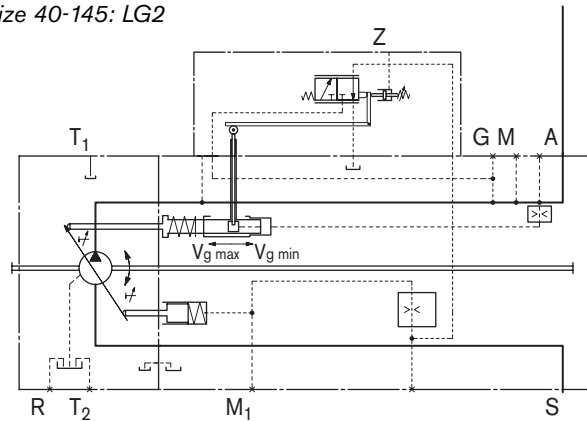 ize 40-145: LG2
Z
T1
G M A
Vg max Vg min
R T2 M1 S